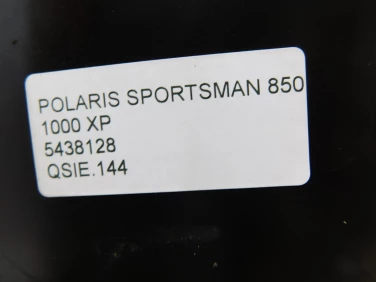 POLARIS SPORTSMAN 850
1000 XP
5438128
QSIE.144